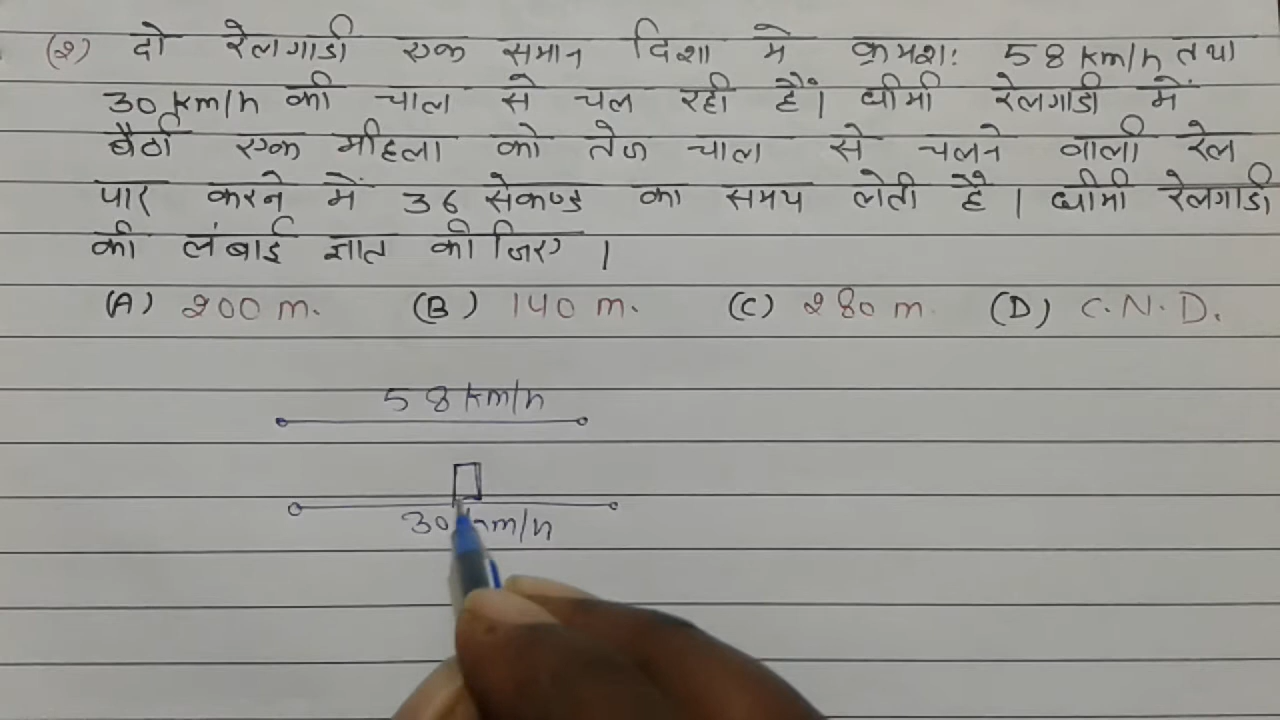 (२) दो रेलगाडी एक समान दिशा मे क्रमशः 58 km/h तथा
30 km/h की चाल से चल रही हैं। धीमी रेलगाडी में
बैठी एक महिला को तेज चाल से चलने वाली रेल
पार करने में 36 सेकण्ड का समय लेती है । धीमी रेलगाडी
की लंबाई ज्ञात कीजिए ।
(A) 200 m. (B) 140 m. (C) 280 m. (D) C.N.D.
58 km/h
30 km/h